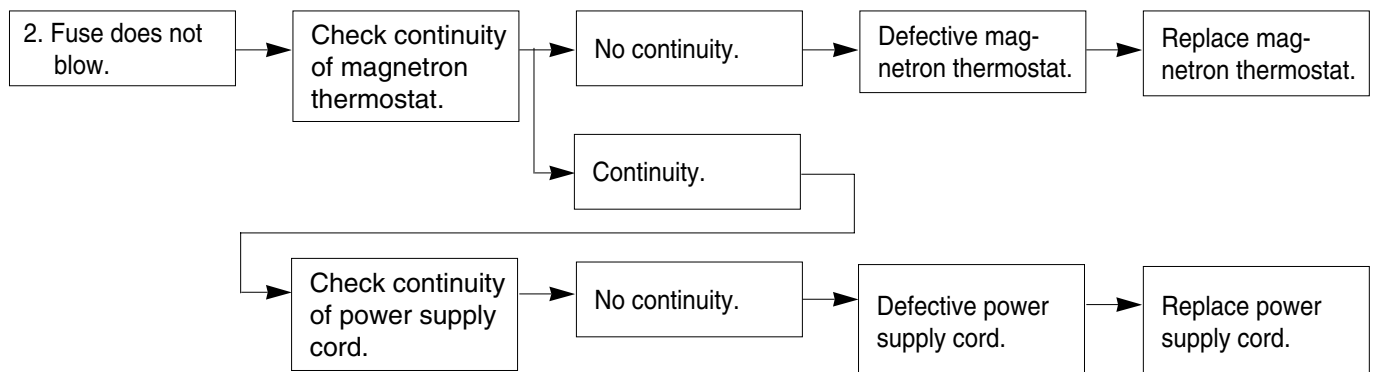 2. Fuse does not
blow.
Check continuity
of magnetron
thermostat.
No continuity.
Defective mag-
netron thermostat.
Replace mag-
netron thermostat.
Continuity.
Check continuity
of power supply
cord.
No continuity.
Defective power
supply cord.
Replace power
supply cord.